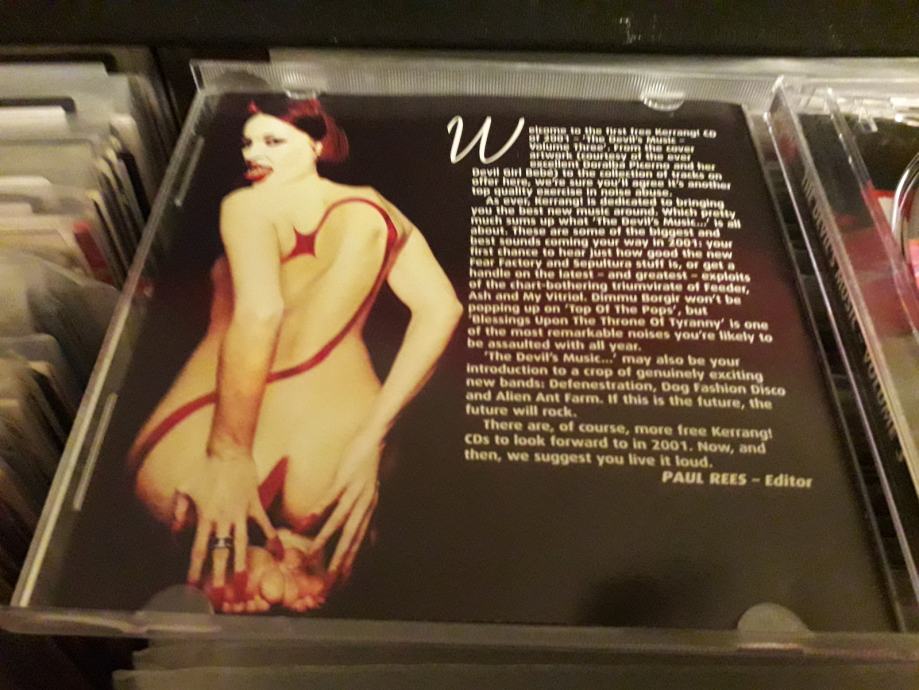 Welcome to the first free Kerrang! CD
of 2001 – 'The Devil's Music –
Volume Three'. From the cover
artwork (courtesy of the ever
devilish Digital Picerno and her
Devil Girl Bebe) to the collection of tracks on
offer here, we're sure you'll agree it's another
top quality exercise in noise abuse.
As ever, Kerrang! is dedicated to bringing
you the best new music around, which pretty
much sums up what 'The Devil's Music...' is all
about. These are some of the biggest and
best sounds coming your way in 2001: your
first chance to hear just how good the new
Fear Factory and Sepultura stuff is, or get a
handle on the latest – and greatest – exploits
of the chart-bothering triumvirate of Feeder,
Ash and My Vitriol. Dimmu Borgir won't be
popping up on 'Top Of The Pops', but
'Blessings Upon The Throne Of Tyranny' is one
of the most remarkable noises you're likely to
be assaulted with all year.
'The Devil's Music...' may also be your
introduction to a crop of genuinely exciting
new bands: Defenestration, Dog Fashion Disco
and Alien Ant Farm. If this is the future, the
future will rock.
There are, of course, more free Kerrang!
CDs to look forward to in 2001. Now, and
then, we suggest you live it loud.
PAUL REES – Editor